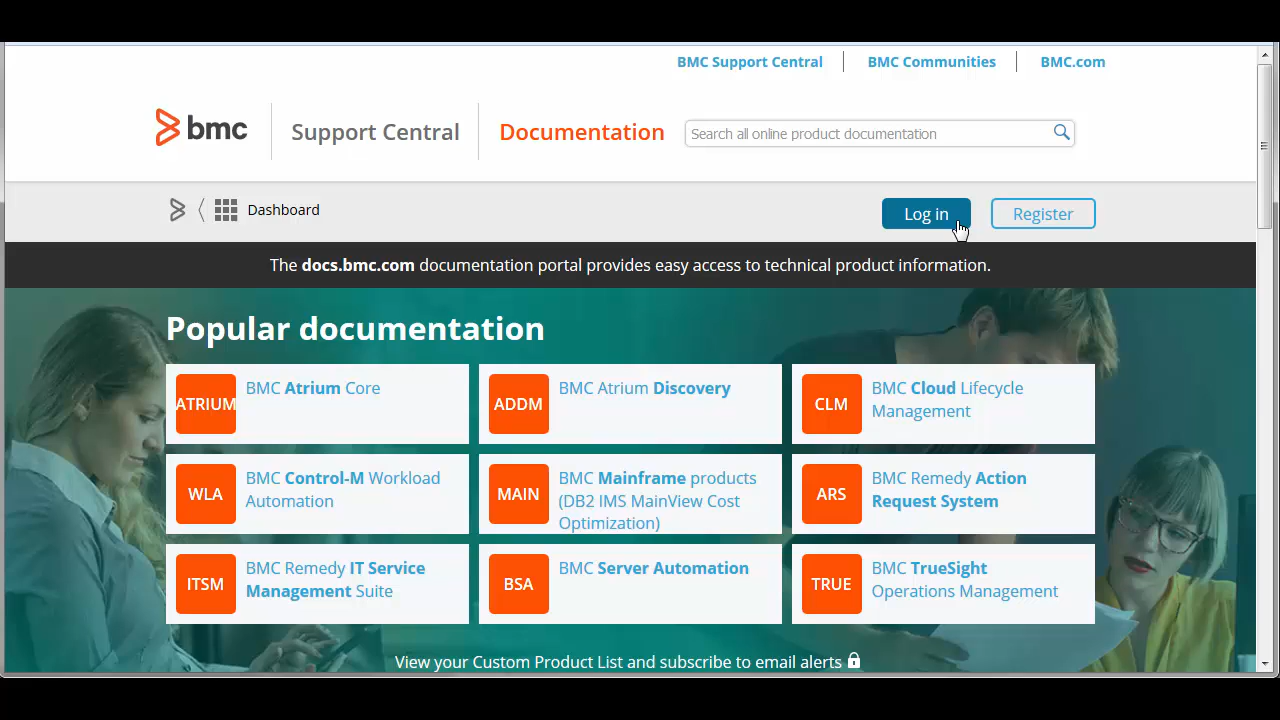 BMC Support Central
BMC Communities
BMC.com
bmc
Support Central
Documentation
Search all online product documentation
Dashboard
Log in
Register
The docs.bmc.com documentation portal provides easy access to technical product information.
Popular documentation
ATRIUM
BMC Atrium Core
ADDM
BMC Atrium Discovery
CLM
BMC Cloud Lifecycle
Management
WLA
BMC Control-M Workload
Automation
MAIN
BMC Mainframe products
(DB2 IMS MainView Cost
Optimization)
ARS
BMC Remedy Action
Request System
ITSM
BMC Remedy IT Service
Management Suite
BSA
BMC Server Automation
TRUE
BMC TrueSight
Operations Management
View your Custom Product List and subscribe to email alerts